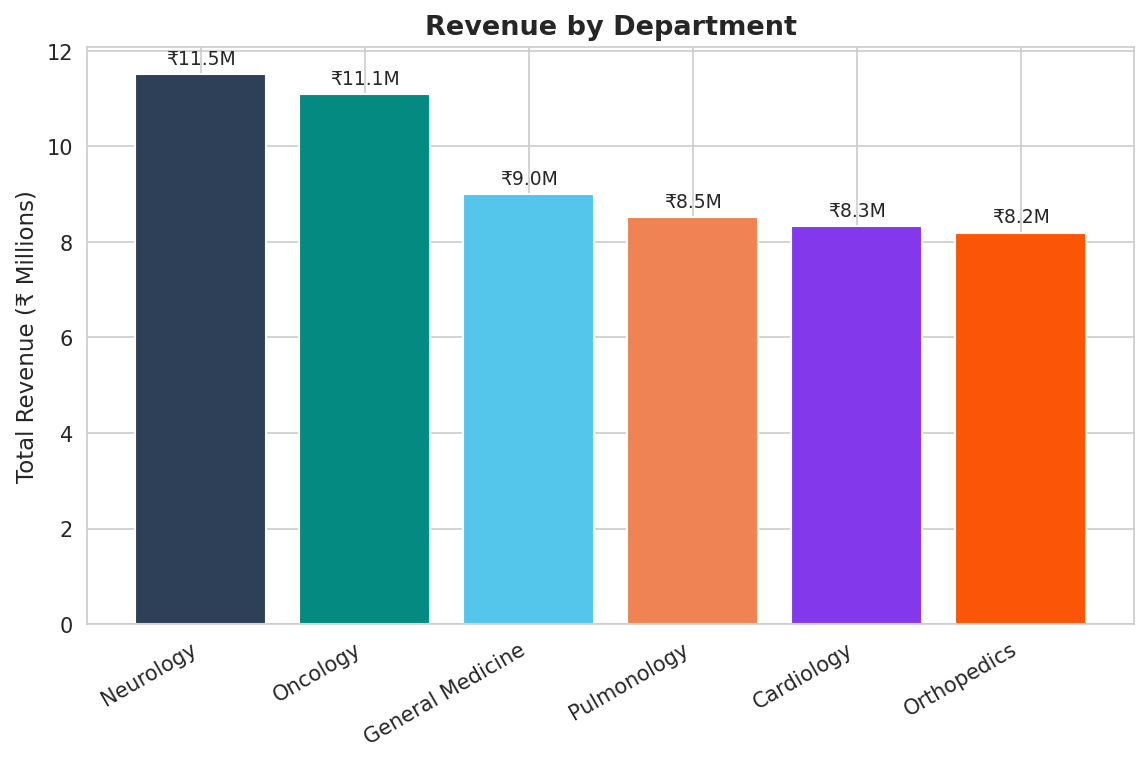 Revenue by Department
Total Revenue (₹ Millions)
12
10
8
6
4
2
0
₹11.5M
₹11.1M
₹9.0M
₹8.5M
₹8.3M
₹8.2M
Neurology
Oncology
General Medicine
Pulmonology
Cardiology
Orthopedics